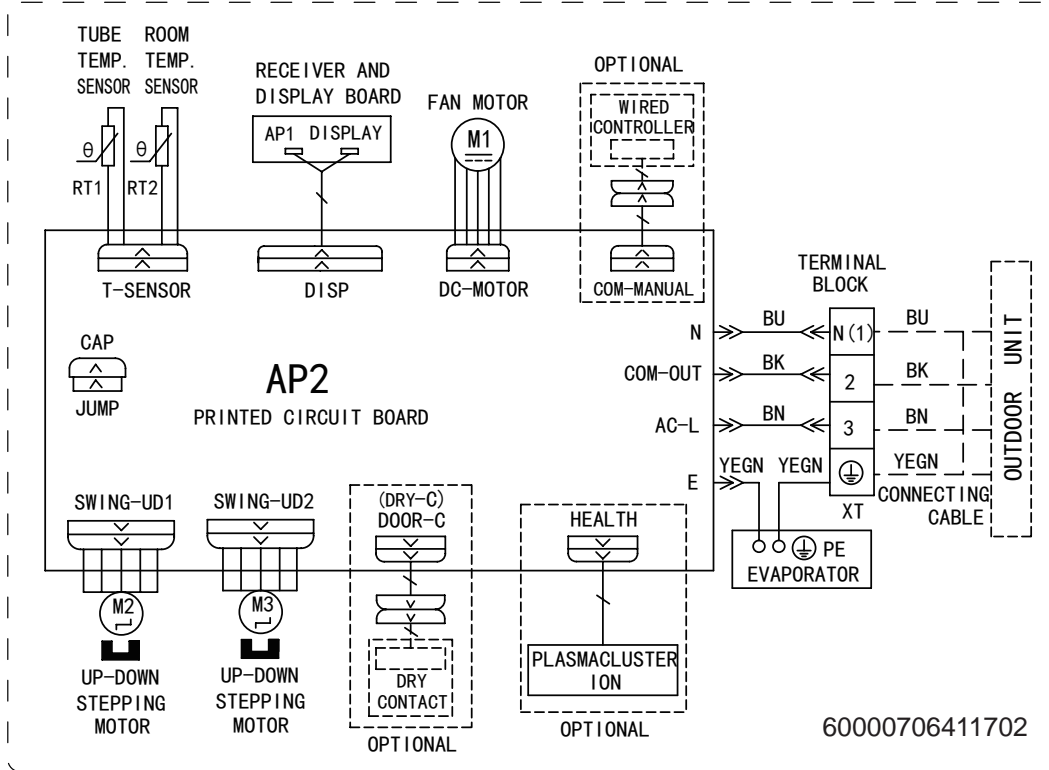 TUBE TEMP. SENSOR
ROOM TEMP. SENSOR
θ
RT1
θ
RT2
RECEIVER AND
DISPLAY BOARD
AP1 DISPLAY
FAN MOTOR
M1
OPTIONAL
WIRED
CONTROLLER
T-SENSOR
DISP
DC-MOTOR
COM-MANUAL
TERMINAL
BLOCK
CAP
JUMP
AP2
PRINTED CIRCUIT BOARD
N
BU
N(1)
BU
COM-OUT
BK
2
BK
AC-L
BN
3
BN
E
YEGN
YEGN
YEGN
XT
CONNECTING
CABLE
OUTDOOR UNIT
PE
EVAPORATOR
SWING-UD1
M2
UP-DOWN
STEPPING
MOTOR
SWING-UD2
M3
UP-DOWN
STEPPING
MOTOR
(DRY-C)
DOOR-C
DRY
CONTACT
OPTIONAL
HEALTH
PLASMACLUSTER
ION
OPTIONAL
60000706411702